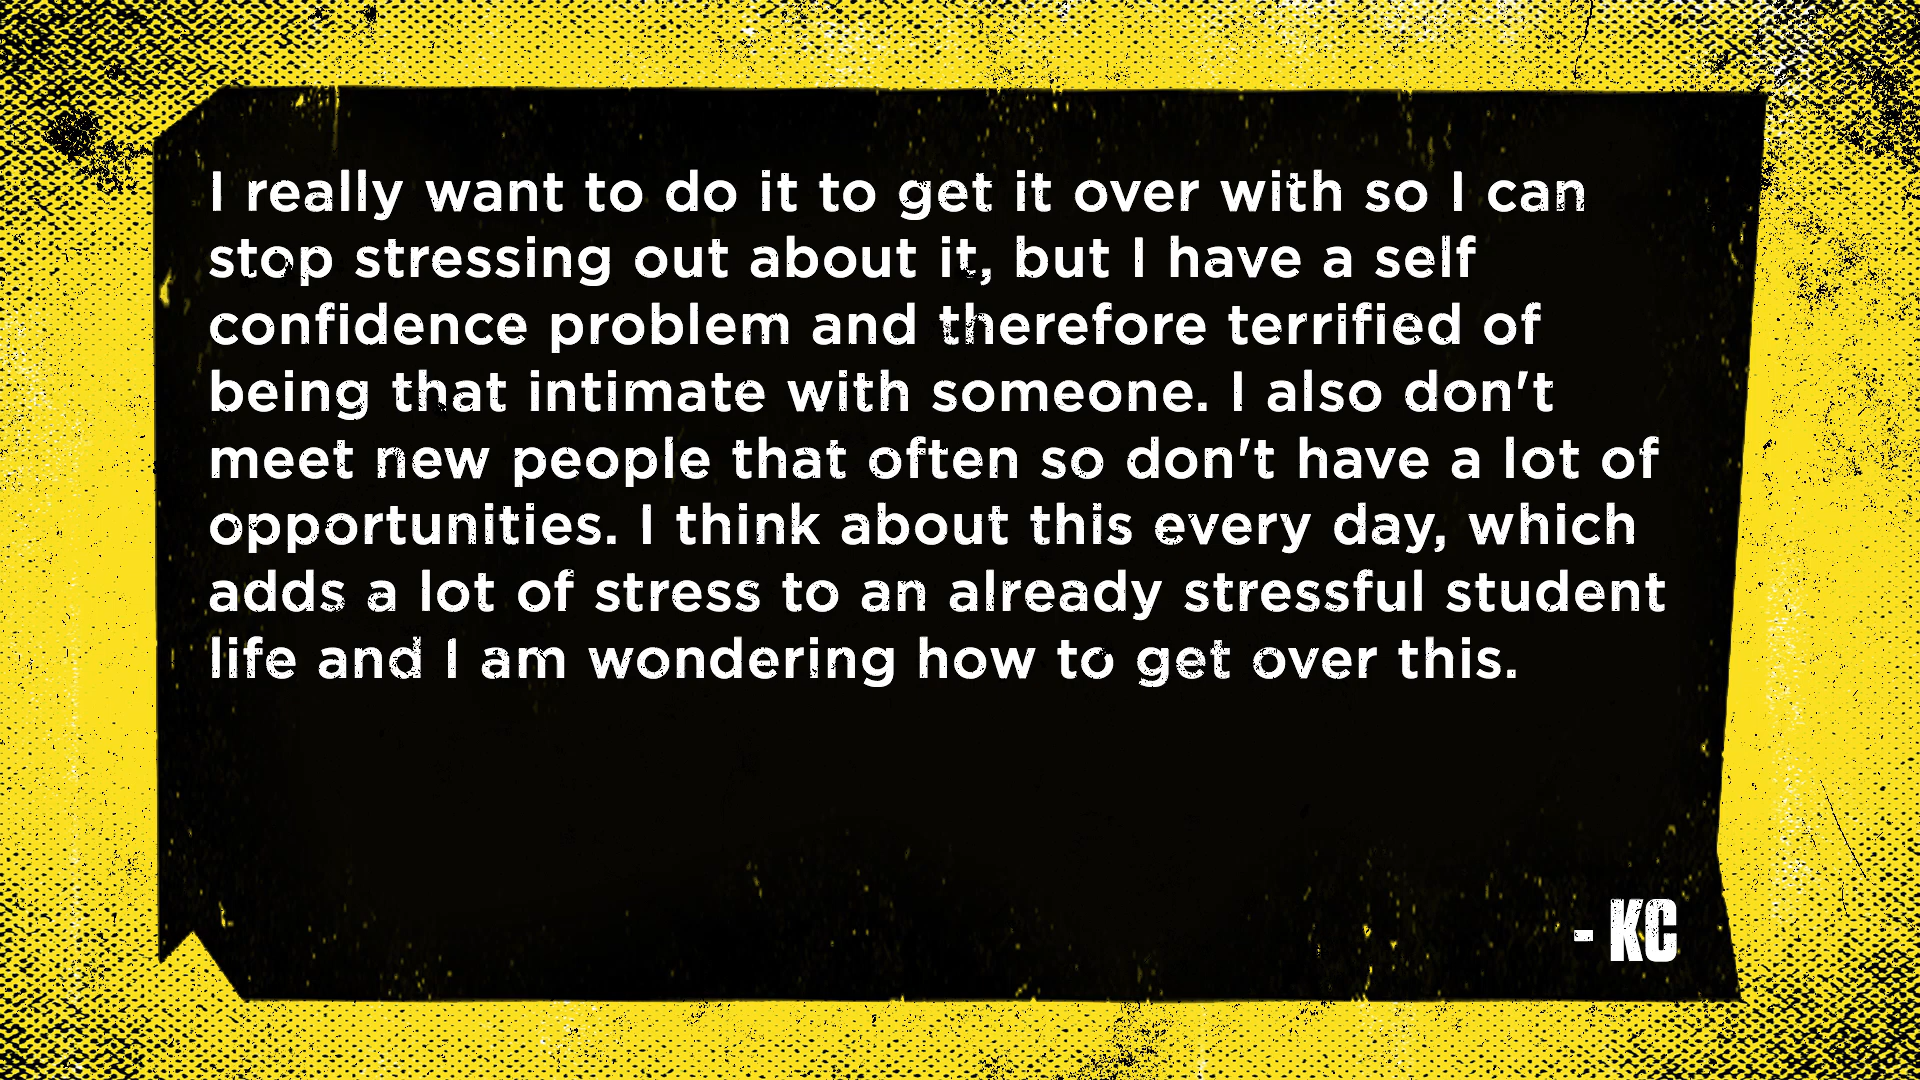 I really want to do it to get it over with so I can
stop stressing out about it, but I have a self
confidence problem and therefore terrified of
being that intimate with someone. I also don't
meet new people that often so don't have a lot of
opportunities. I think about this every day, which
adds a lot of stress to an already stressful student
life and I am wondering how to get over this.
- KC